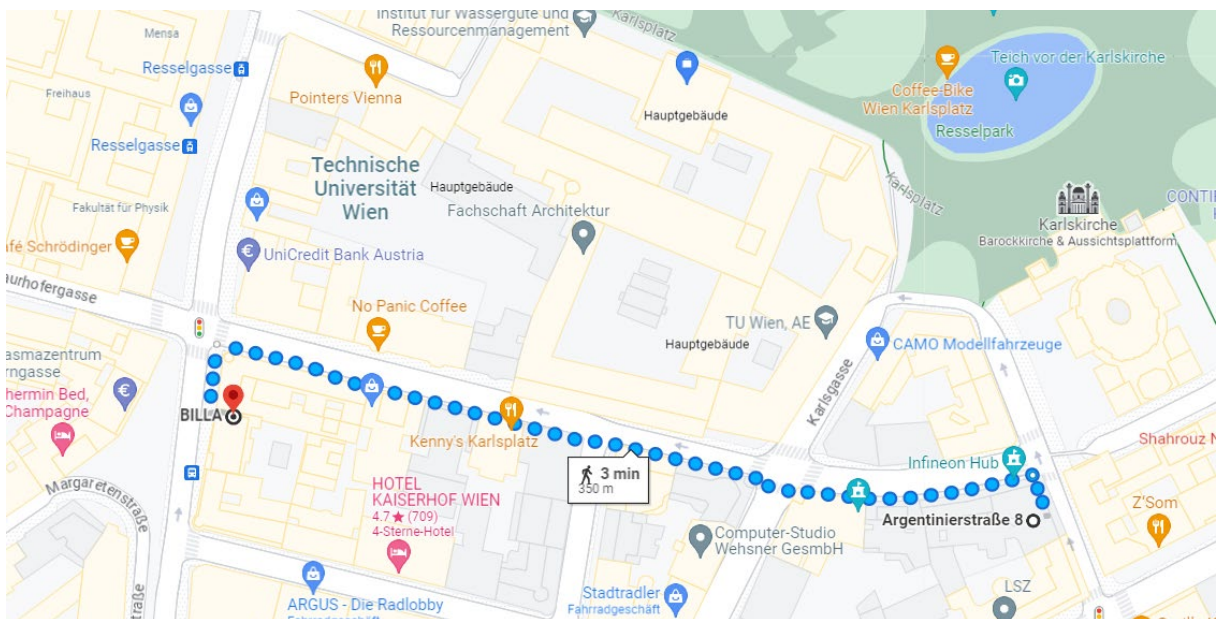 Institut für Wassergüte und
Ressourcenmanagement
Karlsplatz
Mensa
Resselgasse
Pointers Vienna
Freihaus
Hauptgebäude
Coffee-Bike
Wien Karlsplatz
Teich vor der Karlskirche
Resselpark
Resselgasse
Technische
Universität
Wien
Hauptgebäude
Karlsplatz
Fakultät für Physik
Fachschaft Architektur
Karlskirche
Barockkirche & Aussichtsplattform
afé Schrödinger
UniCredit Bank Austria
aurhofergasse
No Panic Coffee
TU Wien, AE
Hauptgebäude
CAMO Modellfahrzeuge
asmazentrum
rngasse
hermin Bed,
Champagne
BILLA
Karlsgasse
Kenny's Karlsplatz
3 min
350 m
Infineon Hub
Shahrouz N
Margaretenstraße
HOTEL
KAISERHOF WIEN
4.7 ★ (709)
4-Sterne-Hotel
Argentinierstraße 8
Z'Som
Computer-Studio
Wehsner GesmbH
ARGUS - Die Radlobby
Stadtradler
Fahrradgeschäft
LSZ
straße